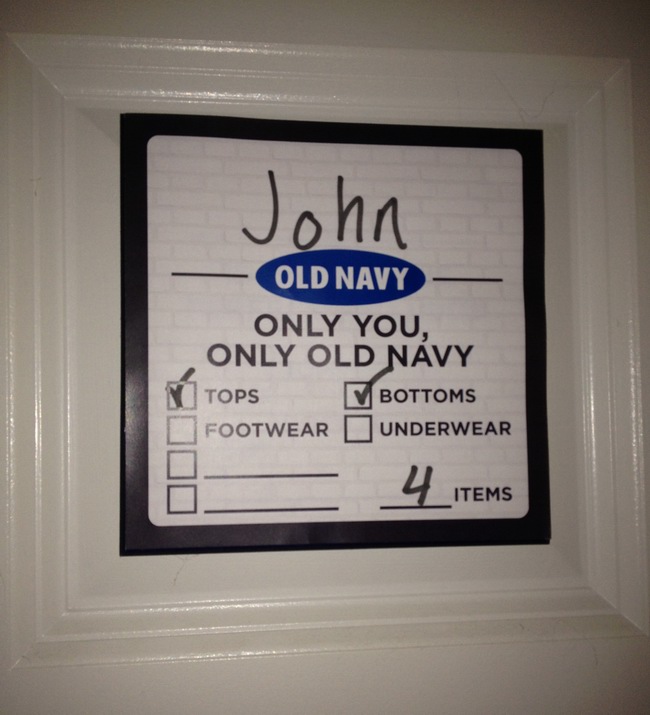 John
OLD NAVY
ONLY YOU,
ONLY OLD NAVY
TOPS BOTTOMS
FOOTWEAR UNDERWEAR
4 ITEMS